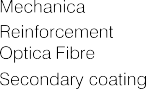 Mechanica
Reinforcement
Optica Fibre
Secondary coating